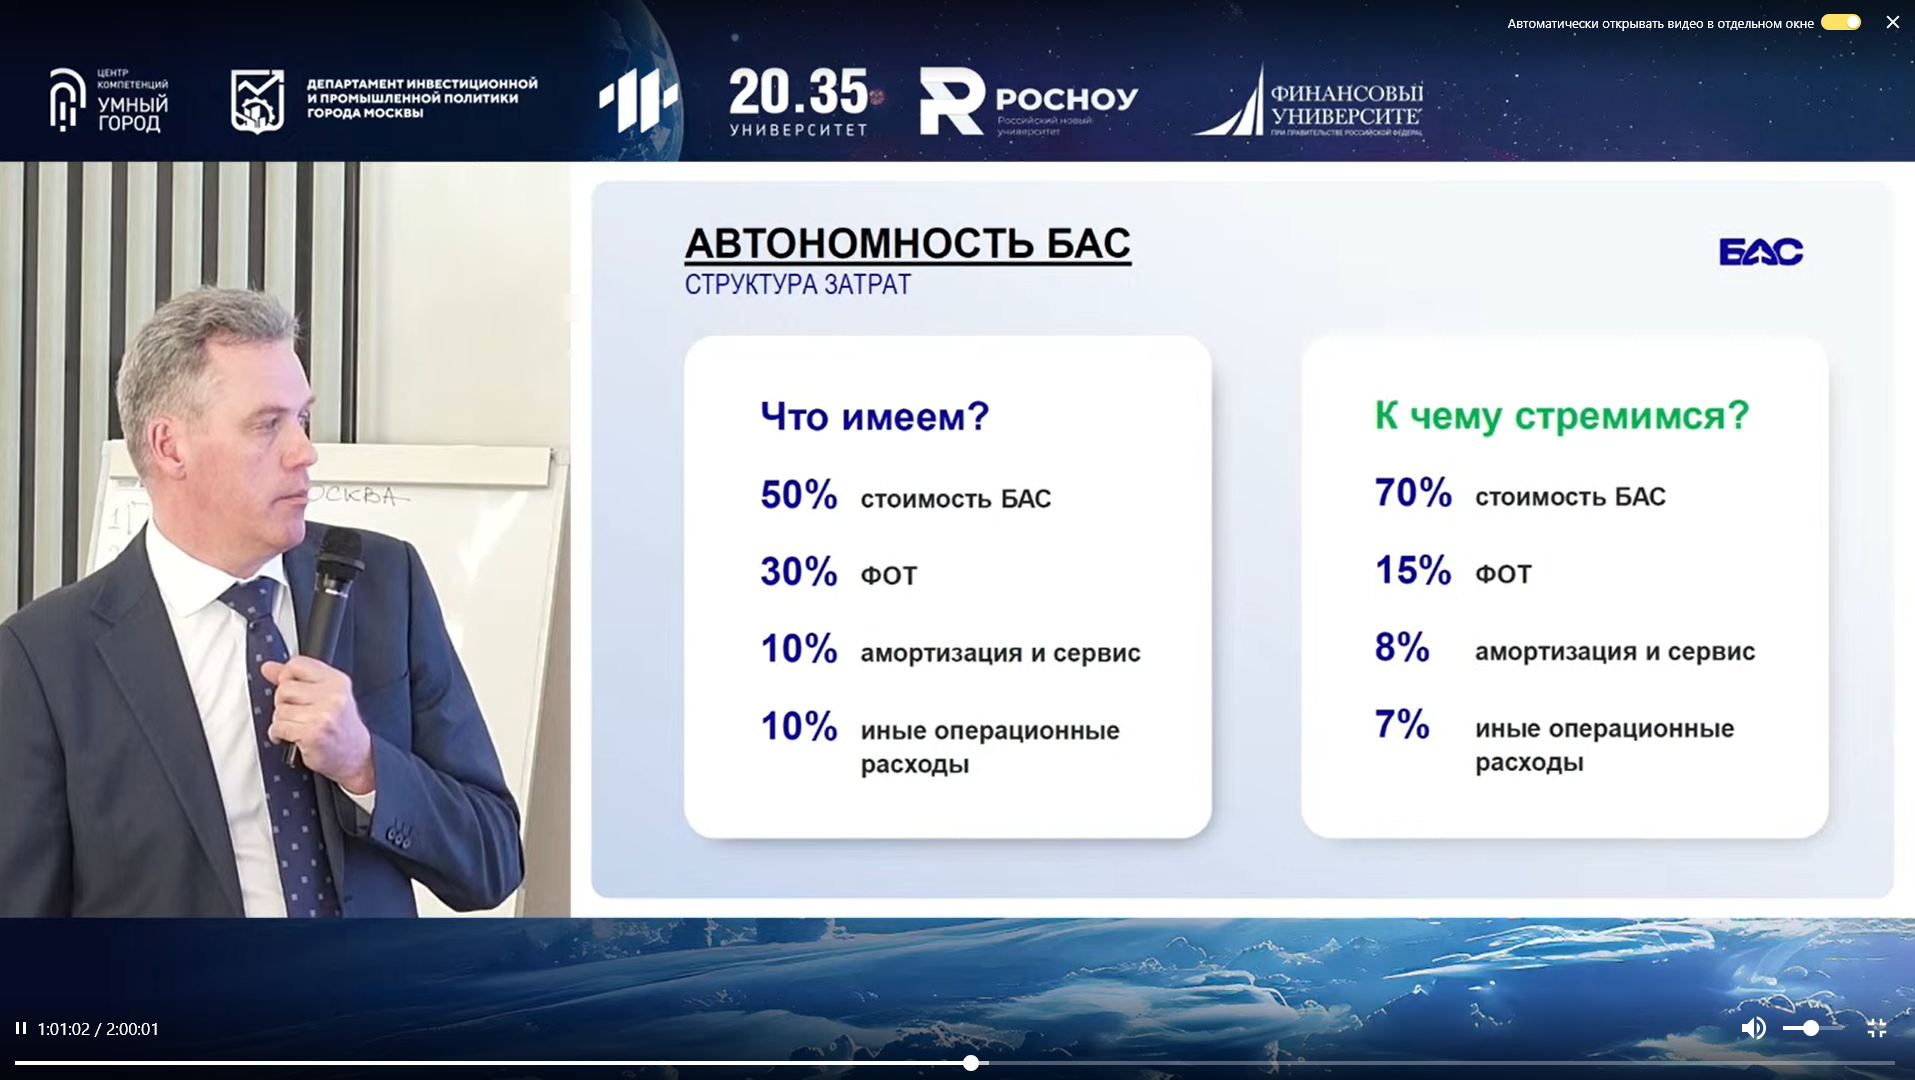 Автоматически открывать видео в отдельном окне
ЦЕНТР
КОМПЕТЕНЦИЙ
УМНЫЙ
ГОРОД
ДЕПАРТАМЕНТ ИНВЕСТИЦИОННОЙ
И ПРОМЫШЛЕННОЙ ПОЛИТИКИ
ГОРОДА МОСКВЫ
20.35
УНИВЕРСИТЕТ
РОСНОУ
Российский новый
университет
ФИНАНСОВЫЙ
УНИВЕРСИТЕТ
ПРИ ПРАВИТЕЛЬСТВЕ РОССИЙСКОЙ ФЕДЕРАЦ
АВТОНОМНОСТЬ БАС
СТРУКТУРА ЗАТРАТ
БАС
Что имеем?
50% стоимость БАС
30% ФОТ
10% амортизация и сервис
10% иные операционные
расходы
К чему стремимся?
70% стоимость БАС
15% ФОТ
8% амортизация и сервис
7% иные операционные
расходы
ОСКВА
1:01:02 / 2:00:01